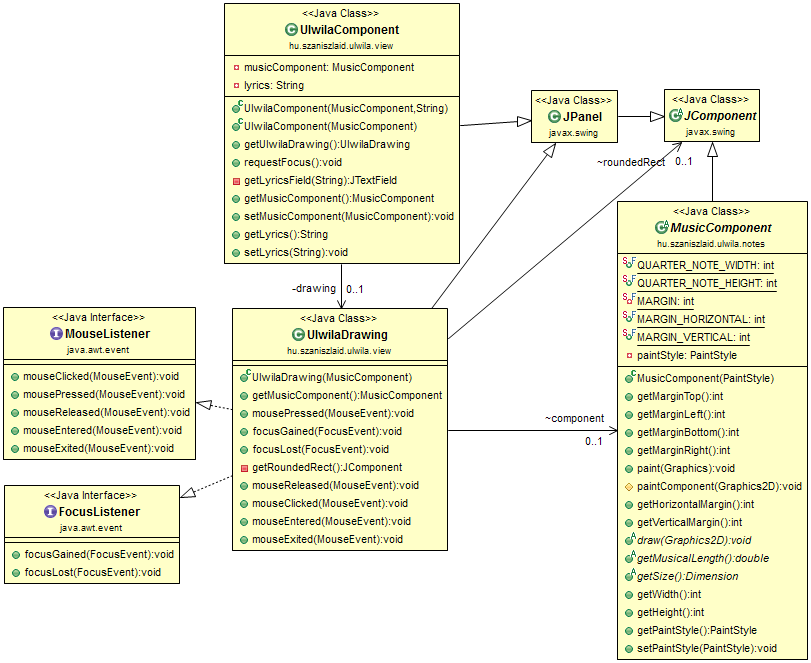 <<Java Class>>
UlwilaComponent
hu.szaniszlaid.ulwila.view
musicComponent: MusicComponent
lyrics: String
UlwilaComponent(MusicComponent,String)
UlwilaComponent(MusicComponent)
getUlwilaDrawing():UlwilaDrawing
requestFocus():void
getLyricsField(String):JTextField
getMusicComponent():MusicComponent
setMusicComponent(MusicComponent):void
getLyrics():String
setLyrics(String):void
<<Java Class>>
JPanel
javax.swing
<<Java Class>>
JComponent
javax.swing
~roundedRect
0..1
-drawing
0..1
<<Java Class>>
MusicComponent
hu.szaniszlaid.ulwila.notes
QUARTER_NOTE_WIDTH: int
QUARTER_NOTE_HEIGHT: int
MARGIN: int
MARGIN_HORIZONTAL: int
MARGIN_VERTICAL: int
paintStyle: PaintStyle
MusicComponent(PaintStyle)
getMarginTop():int
getMarginLeft():int
getMarginBottom():int
getMarginRight():int
paint(Graphics):void
paintComponent(Graphics2D):void
getHorizontalMargin():int
getVerticalMargin():int
draw(Graphics2D):void
getMusicalLength():double
getSize():Dimension
getWidth():int
getHeight():int
getPaintStyle():PaintStyle
setPaintStyle(PaintStyle):void
<<Java Interface>>
MouseListener
java.awt.event
mouseClicked(MouseEvent):void
mousePressed(MouseEvent):void
mouseReleased(MouseEvent):void
mouseEntered(MouseEvent):void
mouseExited(MouseEvent):void
<<Java Class>>
UlwilaDrawing
hu.szaniszlaid.ulwila.view
UlwilaDrawing(MusicComponent)
getMusicComponent():MusicComponent
mousePressed(MouseEvent):void
focusGained(FocusEvent):void
focusLost(FocusEvent):void
getRoundedRect():JComponent
mouseReleased(MouseEvent):void
mouseClicked(MouseEvent):void
mouseEntered(MouseEvent):void
mouseExited(MouseEvent):void
~component
0..1
<<Java Interface>>
FocusListener
java.awt.event
focusGained(FocusEvent):void
focusLost(FocusEvent):void